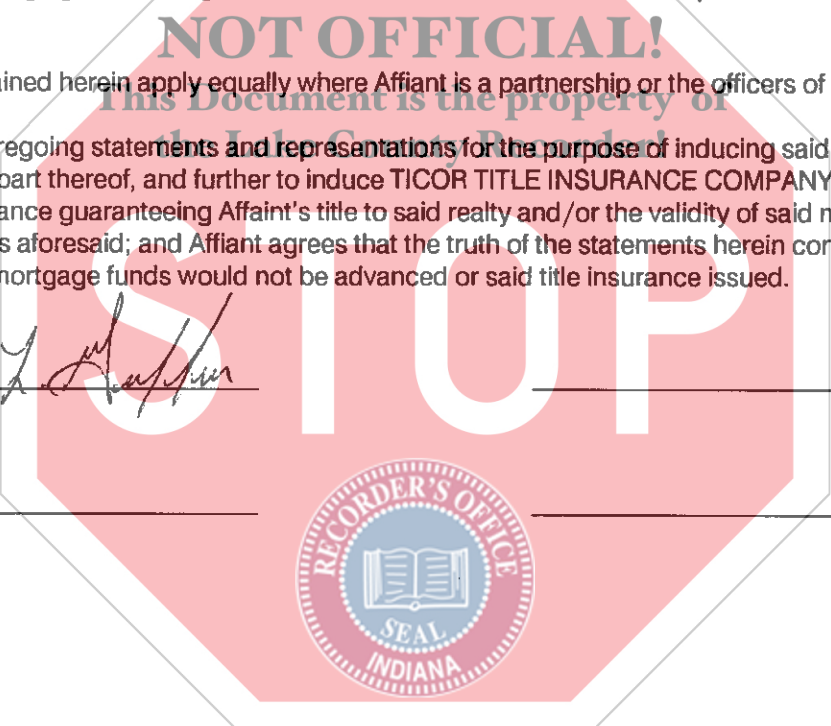 NOT OFFICIAL!
ined herein apply equally where Affiant is a partnership or the officers of
This Document is the property of
the Lake County Recorder!
regoing statements and representations for the purpose of inducing said
part thereof, and further to induce TICOR TITLE INSURANCE COMPANY
ance guaranteeing Affaint's title to said realty and/or the validity of said
s aforesaid; and Affiant agrees that the truth of the statements herein
mortgage funds would not be advanced or said title insurance issued.
STOP
RECORDER'S OFFICE
SEAL
INDIANA